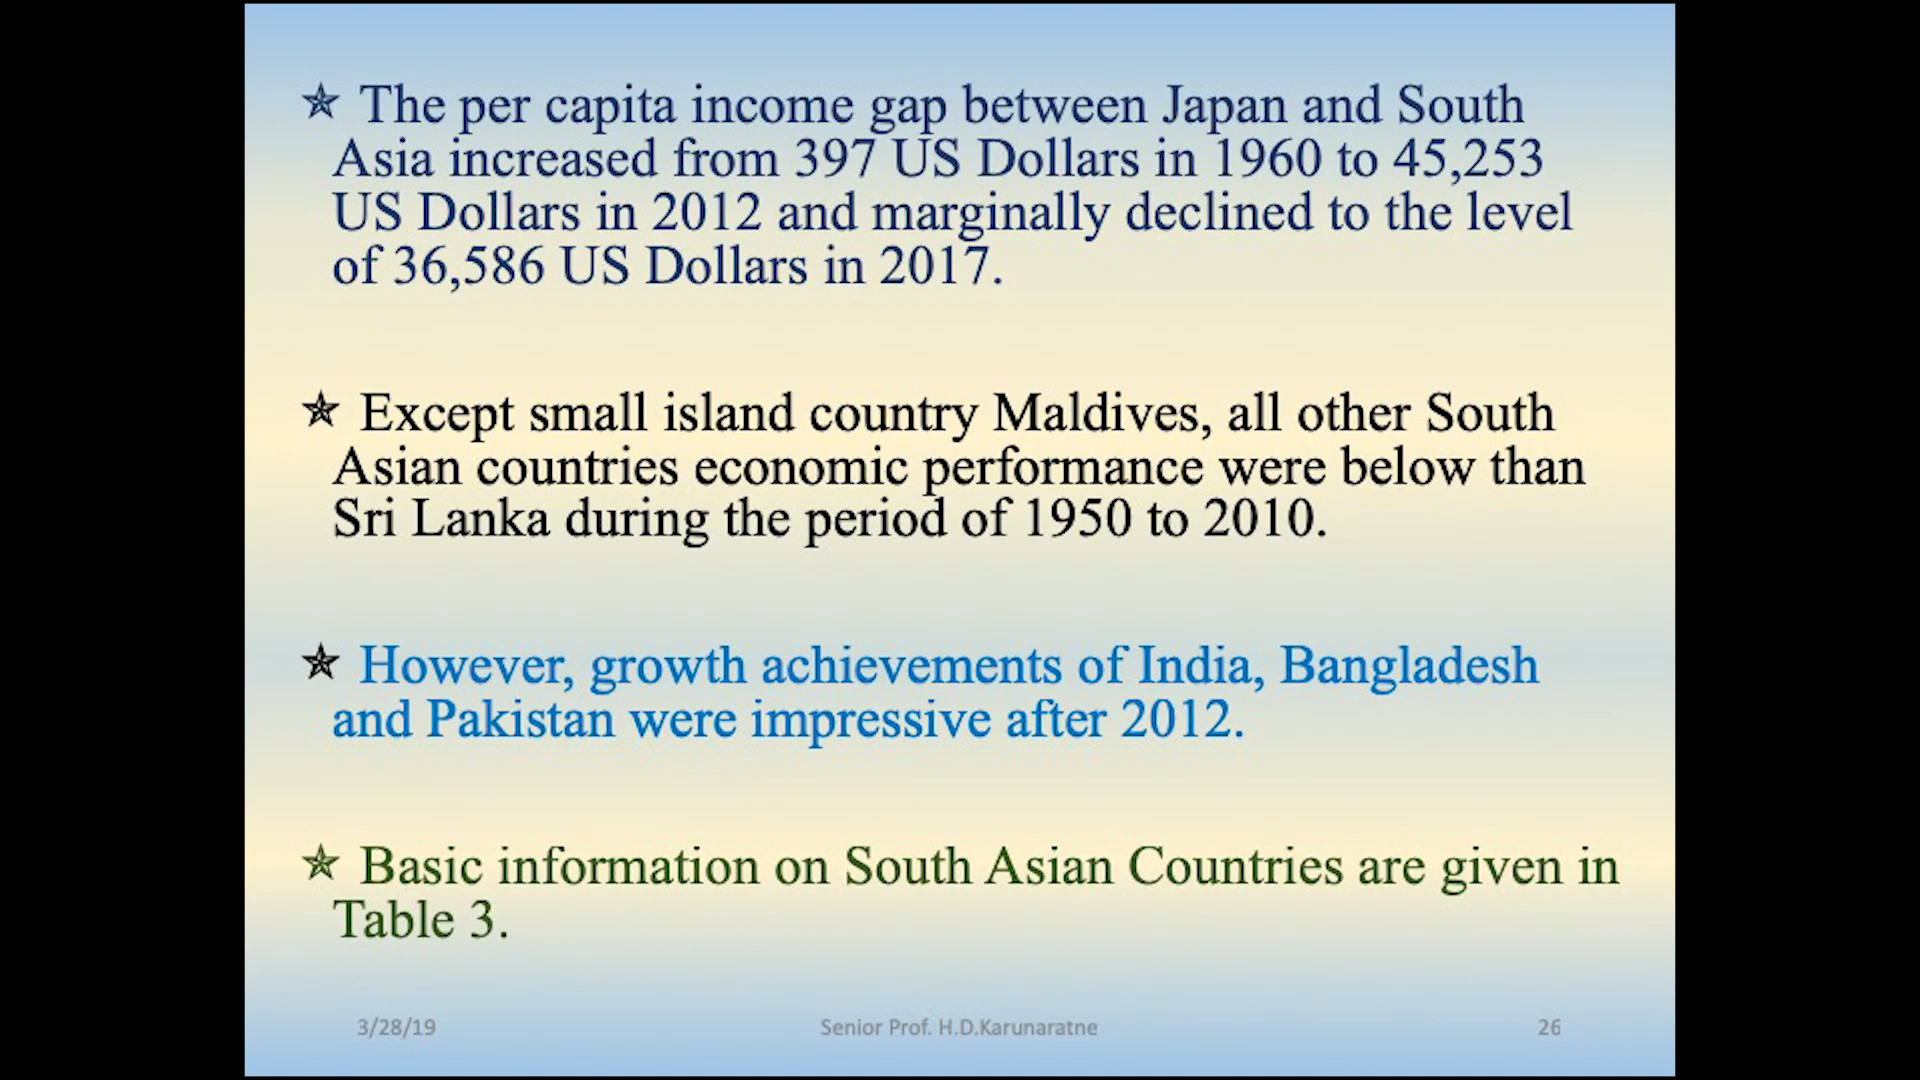 ✯ The per capita income gap between Japan and South
Asia increased from 397 US Dollars in 1960 to 45,253
US Dollars in 2012 and marginally declined to the level
of 36,586 US Dollars in 2017.
✯ Except small island country Maldives, all other South
Asian countries economic performance were below than
Sri Lanka during the period of 1950 to 2010.
✯ However, growth achievements of India, Bangladesh
and Pakistan were impressive after 2012.
✯ Basic information on South Asian Countries are given in
Table 3.
3/28/19 Senior Prof. H.D.Karunaratne 26